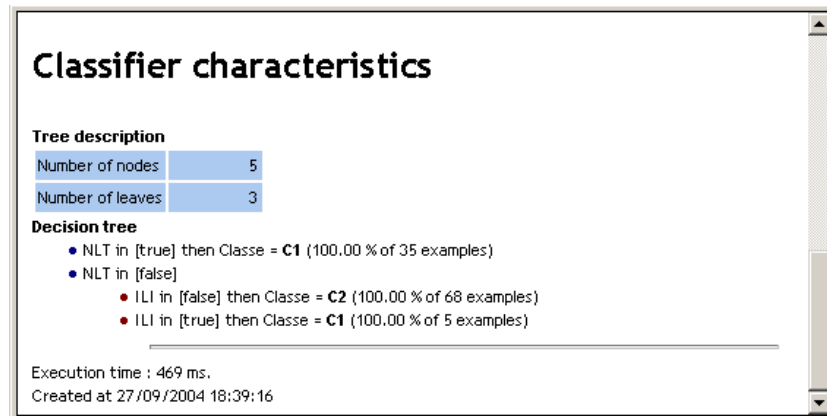 Classifier characteristics
Tree description
Number of nodes 5
Number of leaves 3
Decision tree
• NLT in [true] then Classe = C1 (100.00 % of 35 examples)
• NLT in [false]
• ILI in [false] then Classe = C2 (100.00 % of 68 examples)
• ILI in [true] then Classe = C1 (100.00 % of 5 examples)
Execution time : 469 ms.
Created at 27/09/2004 18:39:16